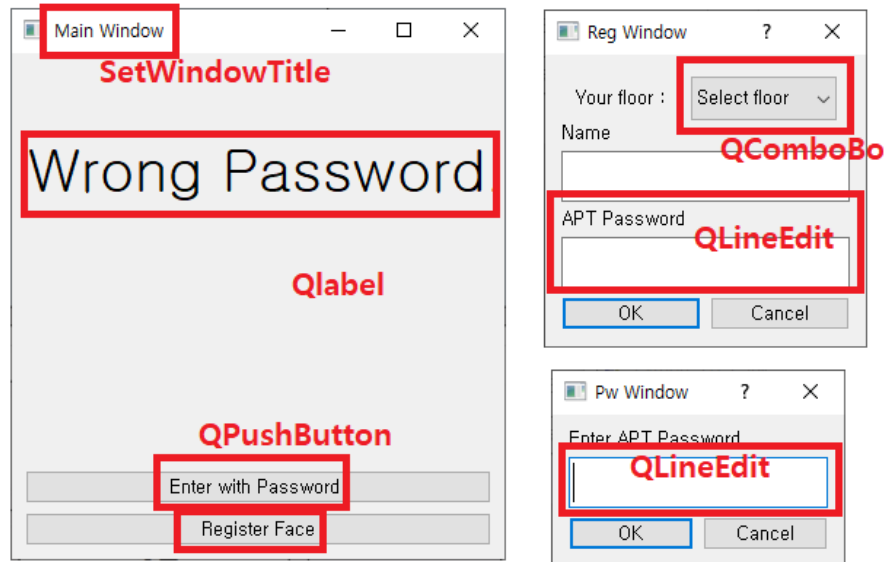 Main Window
SetWindowTitle
Wrong Password.
Qlabel
QPushButton
Enter with Password
Register Face
Reg Window
Your floor :
Select floor
QComboBo
Name
APT Password
QLineEdit
OK
Cancel
Pw Window
Enter APT Password
QLineEdit
OK
Cancel